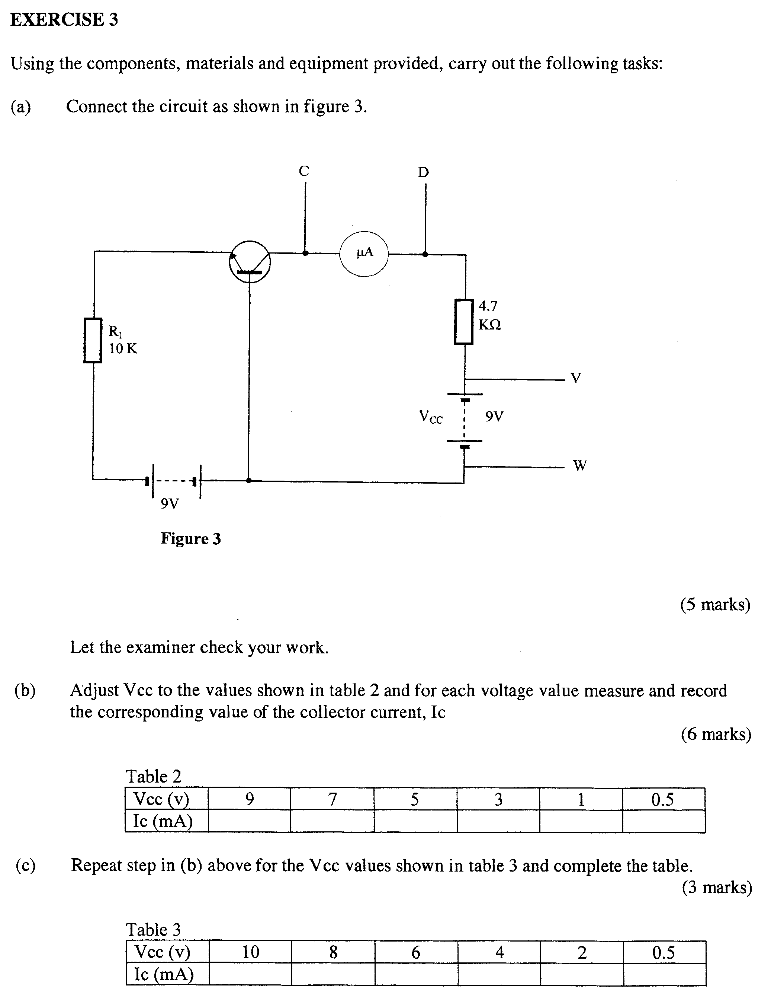 EXERCISE 3
Using the components, materials and equipment provided, carry out the following tasks:
(a) Connect the circuit as shown in figure 3.
C D
μA
4.7
KΩ
R₁
10 K
V
VCC 9V
W
9V
Figure 3
(5 marks)
Let the examiner check your work.
(b) Adjust Vcc to the values shown in table 2 and for each voltage value measure and record
the corresponding value of the collector current, Ic
(6 marks)
Table 2
Vcc (v) 9 7 5 3 1 0.5
Ic (mA)
(c) Repeat step in (b) above for the Vcc values shown in table 3 and complete the table.
(3 marks)
Table 3
Vcc (v) 10 8 6 4 2 0.5
Ic (mA)